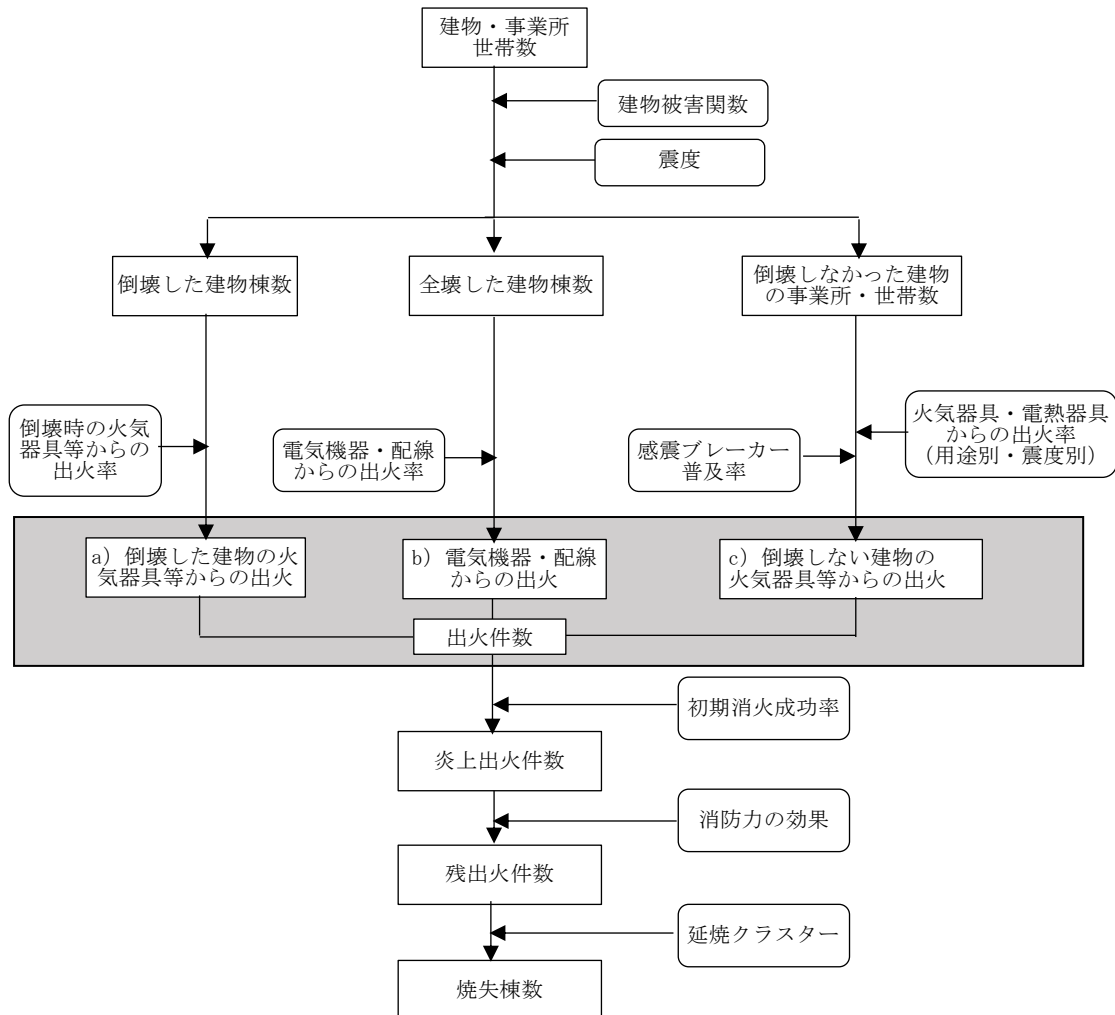 建物・事業所
世帯数
建物被害関数
震度
倒壊した建物棟数
全壊した建物棟数
倒壊しなかった建物
の事業所・世帯数
倒壊時の火気
器具等からの
出火率
電気機器・配線
からの出火率
感震ブレーカー
普及率
火気器具・電熱器具
からの出火率
(用途別・震度別)
a) 倒壊した建物の火
気器具等からの出火
b) 電気機器・配線
からの出火
c) 倒壊しない建物の
火気器具等からの出火
出火件数
初期消火成功率
炎上出火件数
消防力の効果
残出火件数
延焼クラスター
焼失棟数